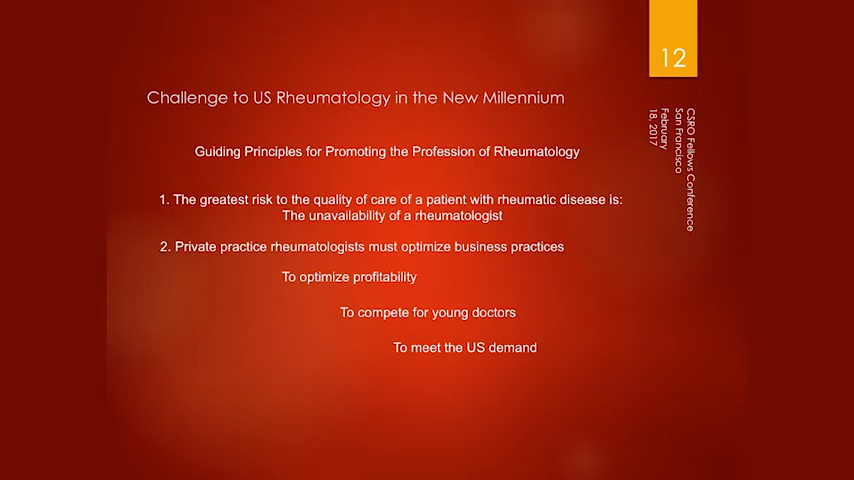 12
Challenge to US Rheumatology in the New Millennium
Guiding Principles for Promoting the Profession of Rheumatology
1. The greatest risk to the quality of care of a patient with rheumatic disease is:
The unavailability of a rheumatologist
2. Private practice rheumatologists must optimize business practices
To optimize profitability
To compete for young doctors
To meet the US demand
CSRO Fellows Conference
San Francisco
February
18, 2017